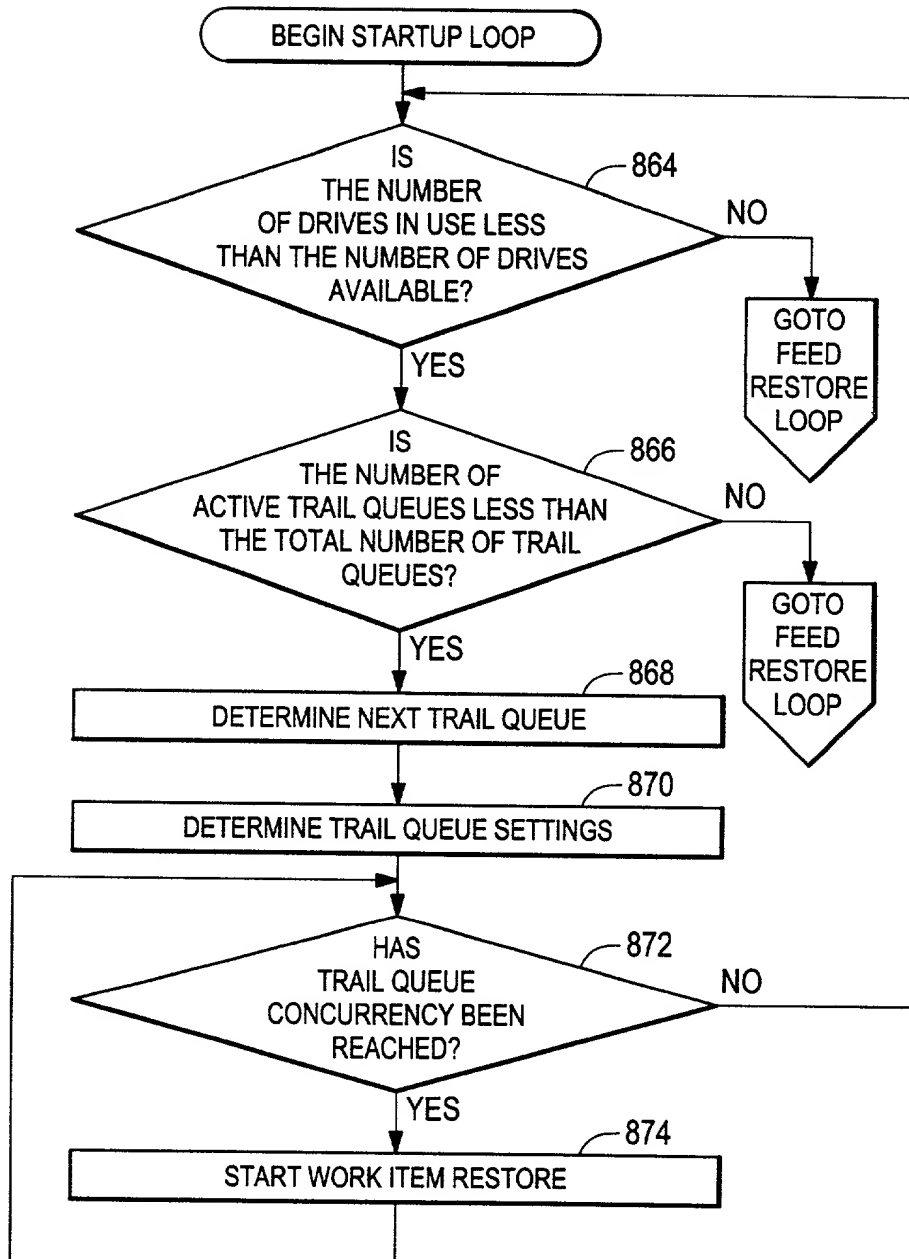 BEGIN STARTUP LOOP
IS
THE NUMBER
OF DRIVES IN USE LESS
THAN THE NUMBER OF DRIVES
AVAILABLE?
864
NO
GOTO
FEED
RESTORE
LOOP
YES
IS
THE NUMBER OF
ACTIVE TRAIL QUEUES LESS THAN
THE TOTAL NUMBER OF TRAIL
QUEUES?
866
NO
GOTO
FEED
RESTORE
LOOP
YES
868
DETERMINE NEXT TRAIL QUEUE
870
DETERMINE TRAIL QUEUE SETTINGS
HAS
TRAIL QUEUE
CONCURRENCY BEEN
REACHED?
872
NO
YES
874
START WORK ITEM RESTORE